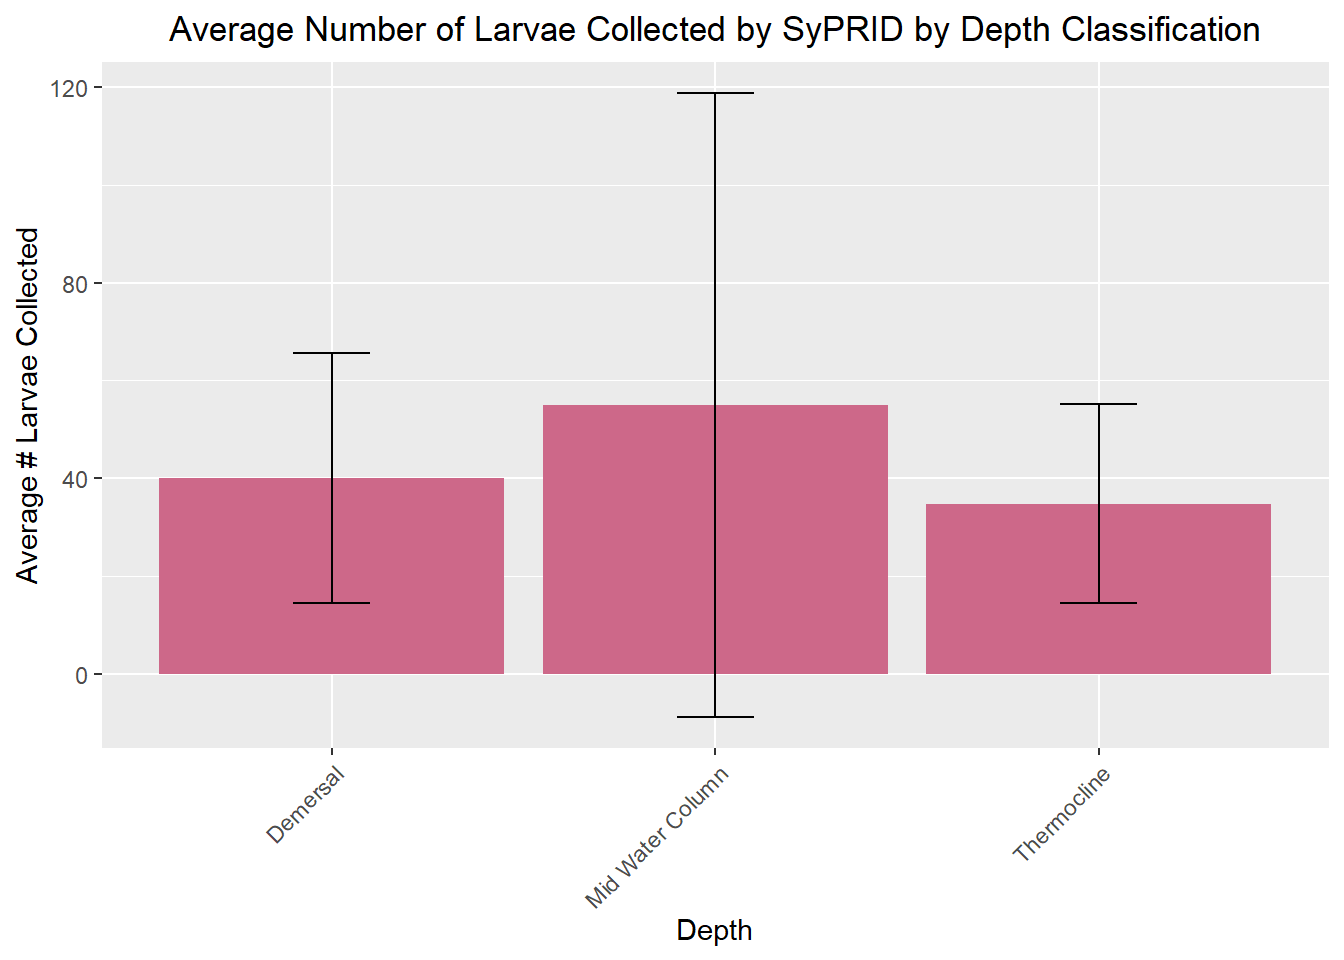 Average Number of Larvae Collected by SyPRID by Depth Classification
Average # Larvae Collected
120
80
40
0
Demersal
Mid Water Column
Thermocline
Depth